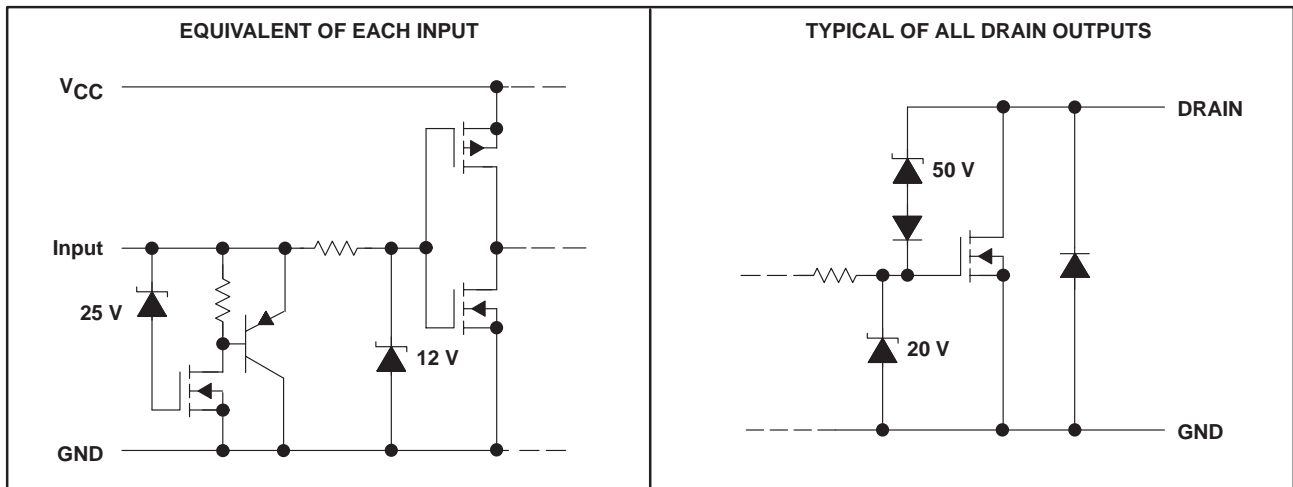 EQUIVALENT OF EACH INPUT
VCC
Input
25 V
12 V
GND
TYPICAL OF ALL DRAIN OUTPUTS
DRAIN
50 V
20 V
GND